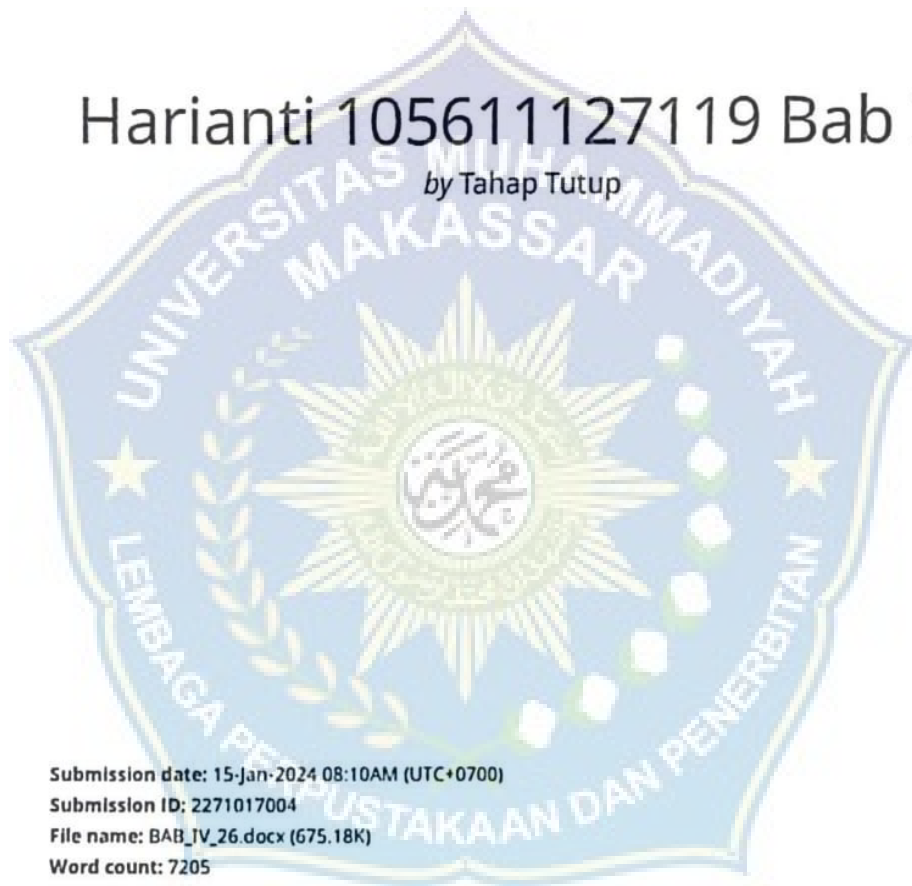 Harianti 105611127119 Bab
by Tahap Tutup
UNIVERSITAS MUHAMMADIYAH
MAKASSAR
LEMBAGA PERPUSTAKAAN DAN PENERBITAN
Submission date: 15-Jan-2024 08:10AM (UTC+0700)
Submission ID: 2271017004
File name: BAB_IV_26.docx (675.18K)
Word count: 7205